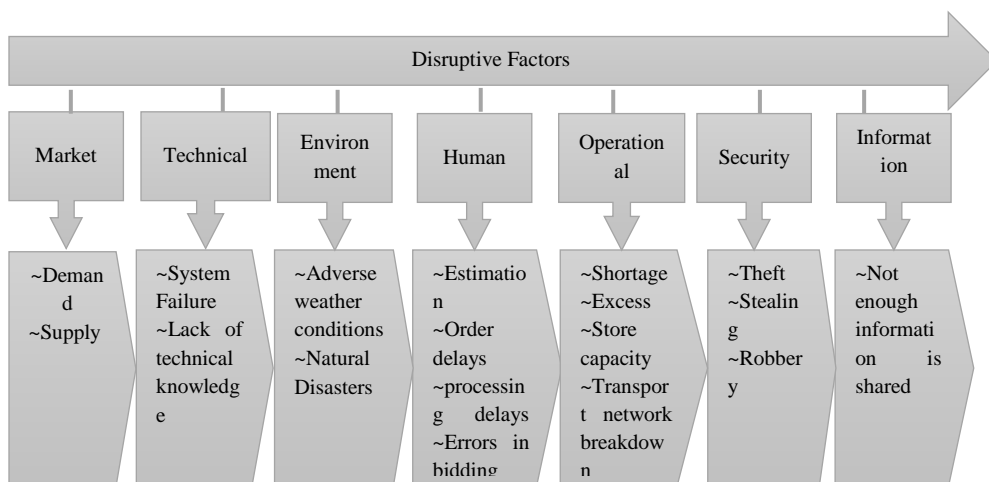 Disruptive Factors
Market
Technical
Environ
ment
Human
Operation
al
Security
Informat
ion
~Deman
d
~Supply
~System
Failure
~Lack of
technical
knowledg
e
~Adverse
weather
conditions
~Natural
Disasters
~Estimatio
n
~Order
delays
~processin
g delays
~Errors in
bidding
~Shortage
~Excess
~Store
capacity
~Transpor
t network
breakdow
n
~Theft
~Stealin
g
~Robber
y
~Not
enough
informati
on is
shared